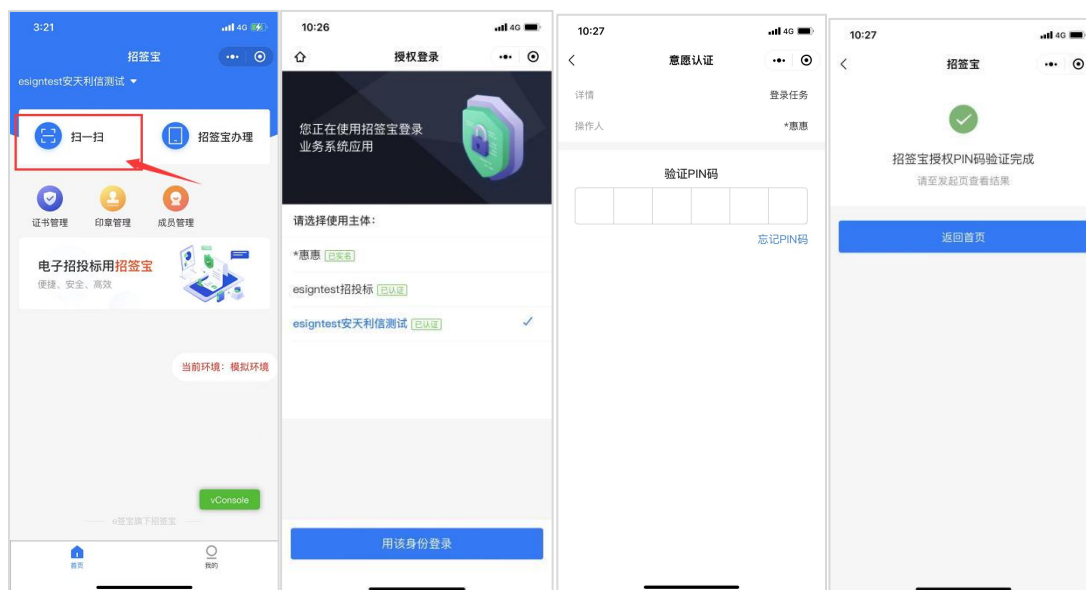 3:21
4G
招签宝
esigntest安天利信测试
扫一扫
招签宝办理
证书管理
印章管理
成员管理
电子招投标用招签宝
便捷、安全、高效
当前环境：模拟环境
vConsole
e签宝旗下招签宝
首页
我的
10:26
4G
授权登录
您正在使用招签宝登录
业务系统应用
请选择使用主体：
*惠惠 已实名
esigntest招投标 已认证
esigntest安天利信测试 已认证
用该身份登录
10:27
4G
意愿认证
详情
登录任务
操作人
*惠惠
验证PIN码
忘记PIN码
10:27
4G
招签宝
招签宝授权PIN码验证完成
请至发起页查看结果
返回首页